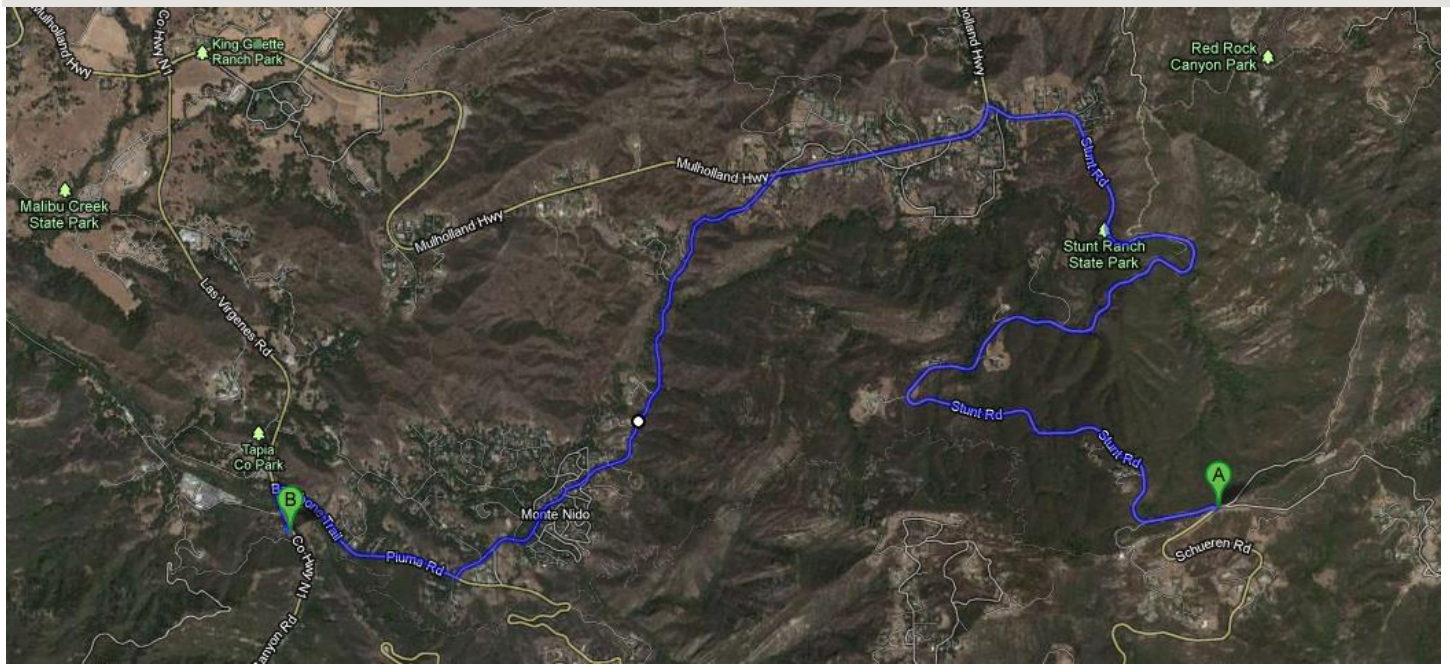 Mulholland Hwy
Co Hwy N1
King Gillette
Ranch Park
Mulholland Hwy
Red Rock
Canyon Park
Malibu Creek
State Park
Mulholland Hwy
Mulholland Hwy
Stunt Rd
Stunt Ranch
State Park
Las Virgenes Rd
Stunt Rd
Stunt Rd
Tapia
Co Park
A
B
Trail
Monte Nido
Piuma Rd
Co Hwy N1
Schueren Rd
anyon Rd